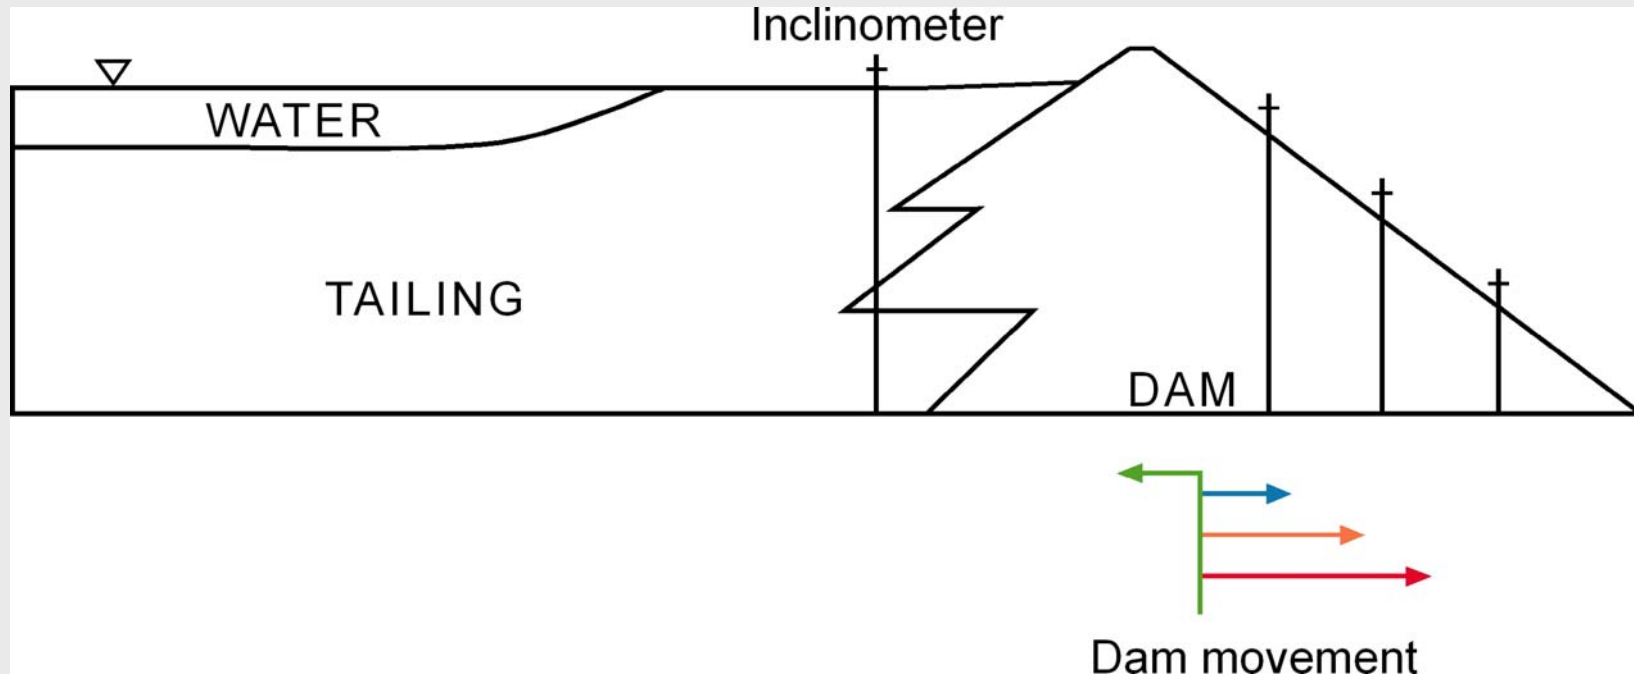 Inclinometer
WATER
TAILING
DAM
Dam movement